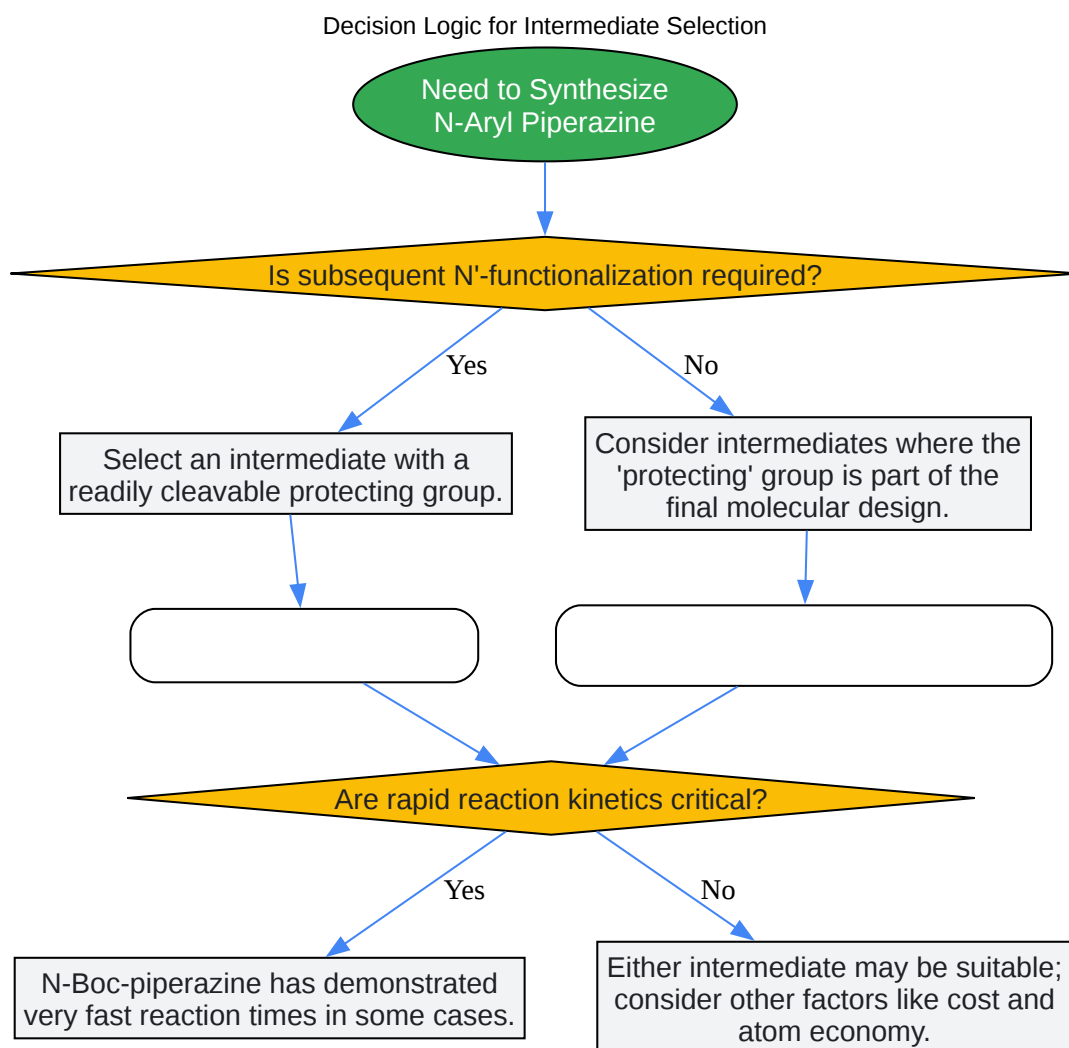 Decision Logic for Intermediate Selection
Need to Synthesize
N-Aryl Piperazine
Is subsequent N'-functionalization required?
Yes
No
Select an intermediate with a
readily cleavable protecting group.
Consider intermediates where the
'protecting' group is part of the
final molecular design.
Are rapid reaction kinetics critical?
Yes
No
N-Boc-piperazine has demonstrated
very fast reaction times in some cases.
Either intermediate may be suitable;
consider other factors like cost and
atom economy.